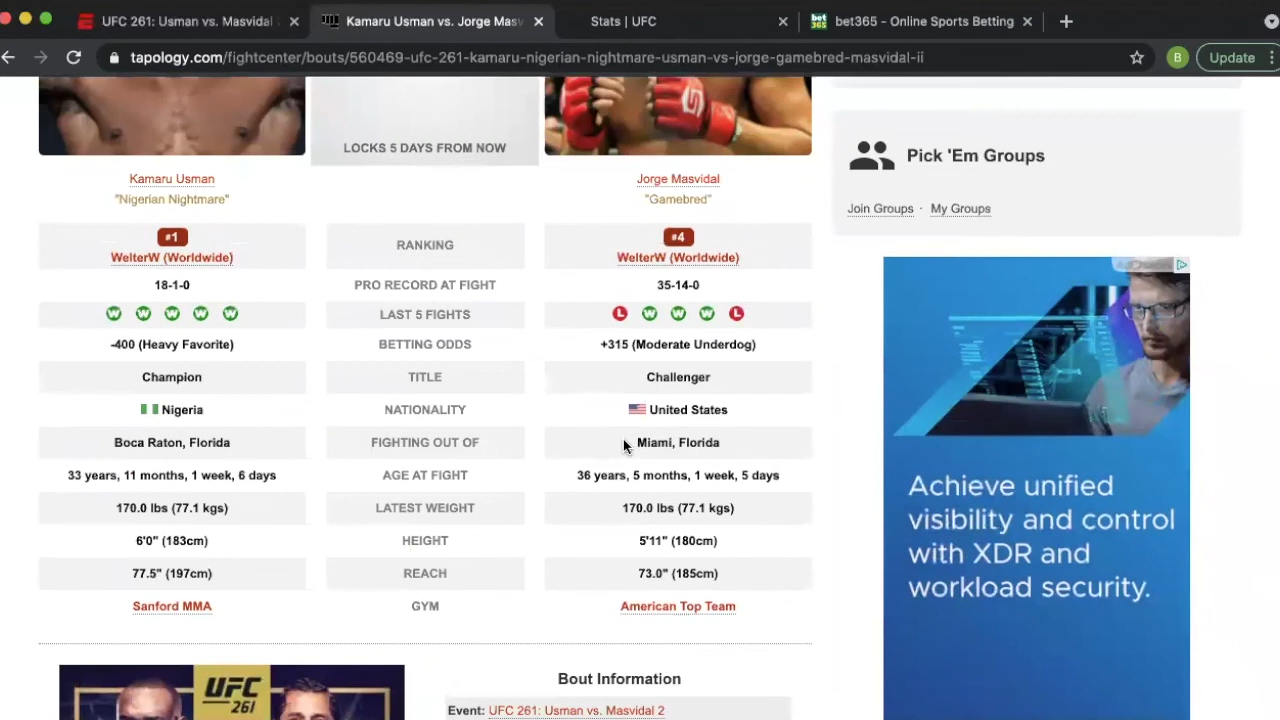 UFC 261: Usman vs. Masvidal
Kamaru Usman vs. Jorge Masv
Stats | UFC
bet365
bet365 - Online Sports Betting
tapology.com/fightcenter/bouts/560469-ufc-261-kamaru-nigerian-nightmare-usman-vs-jorge-gamebred-masvidal-ii
B
Update
LOCKS 5 DAYS FROM NOW
Pick 'Em Groups
Join Groups · My Groups
Kamaru Usman
Jorge Masvidal
"Nigerian Nightmare"
"Gamebred"
#1
WelterW (Worldwide)
RANKING
#4
WelterW (Worldwide)
18-1-0
PRO RECORD AT FIGHT
35-14-0
W W W W W
LAST 5 FIGHTS
L W W W L
-400 (Heavy Favorite)
BETTING ODDS
+315 (Moderate Underdog)
Champion
TITLE
Challenger
Nigeria
NATIONALITY
United States
Boca Raton, Florida
FIGHTING OUT OF
Miami, Florida
33 years, 11 months, 1 week, 6 days
AGE AT FIGHT
36 years, 5 months, 1 week, 5 days
170.0 lbs (77.1 kgs)
LATEST WEIGHT
170.0 lbs (77.1 kgs)
6'0" (183cm)
HEIGHT
5'11" (180cm)
77.5" (197cm)
REACH
73.0" (185cm)
Sanford MMA
GYM
American Top Team
Achieve unified
visibility and control
with XDR and
workload security.
UFC
261
Bout Information
Event: UFC 261: Usman vs. Masvidal 2